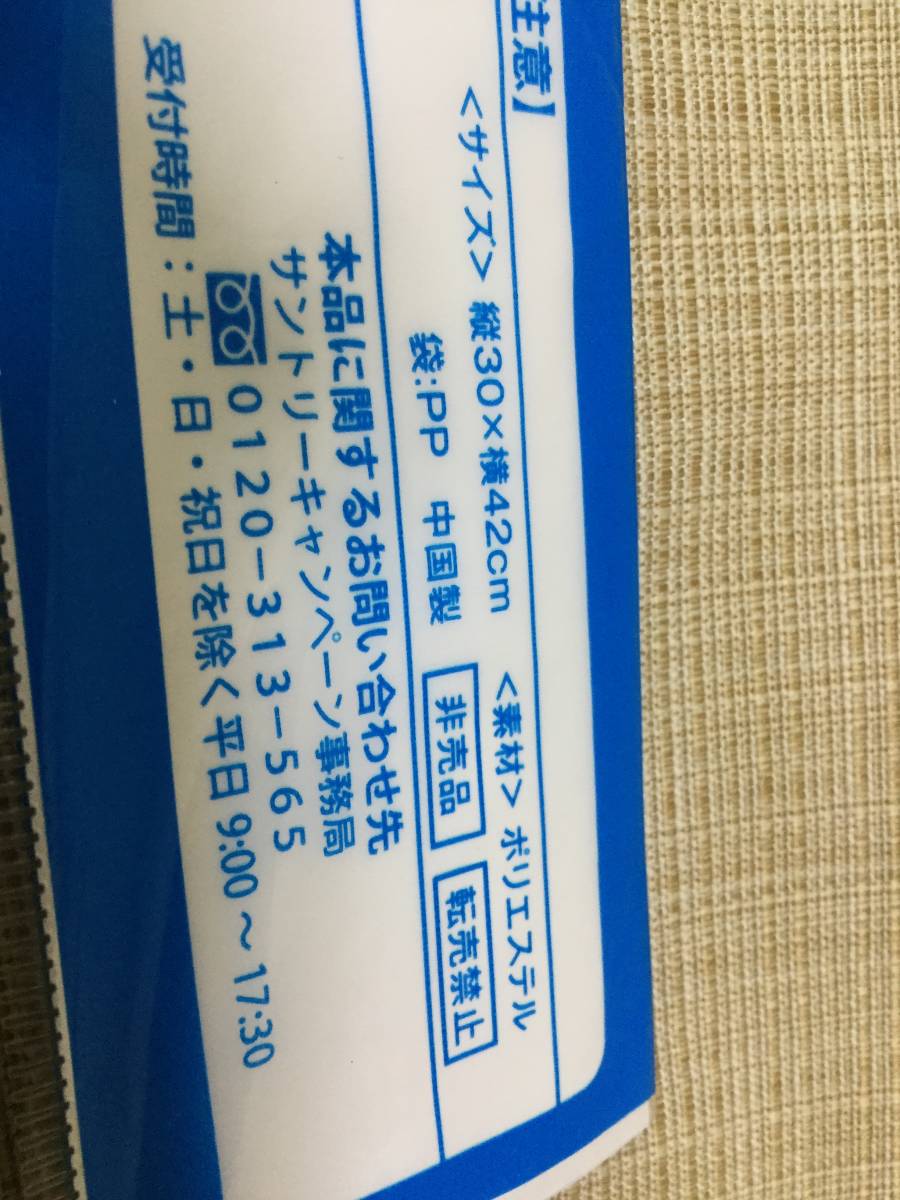 主意】
<サイズ> 縦30×横42cm <素材> ポリエステル
袋:PP 中国製 非売品 転売禁止
本品に関するお問い合わせ先
サントリーキャンペーン事務局
0120-313-565
受付時間:土・日・祝日を除く平日9:00～17:30